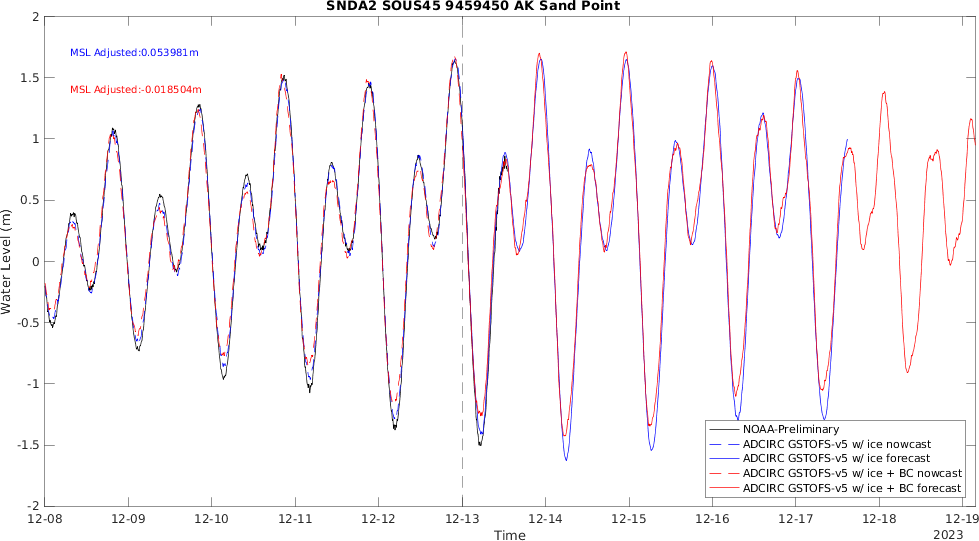 SNDA2 SOUS45 9459450 AK Sand Point
2
1.5
1
0.5
0
-0.5
-1
-1.5
-2
Water Level (m)
MSL Adjusted:0.053981m
MSL Adjusted:-0.018504m
NOAA-Preliminary
ADCIRC GSTOFS-v5 w/ ice nowcast
ADCIRC GSTOFS-v5 w/ ice forecast
ADCIRC GSTOFS-v5 w/ ice + BC nowcast
ADCIRC GSTOFS-v5 w/ ice + BC forecast
12-08 12-09 12-10 12-11 12-12 12-13 12-14 12-15 12-16 12-17 12-18 12-19
Time
2023